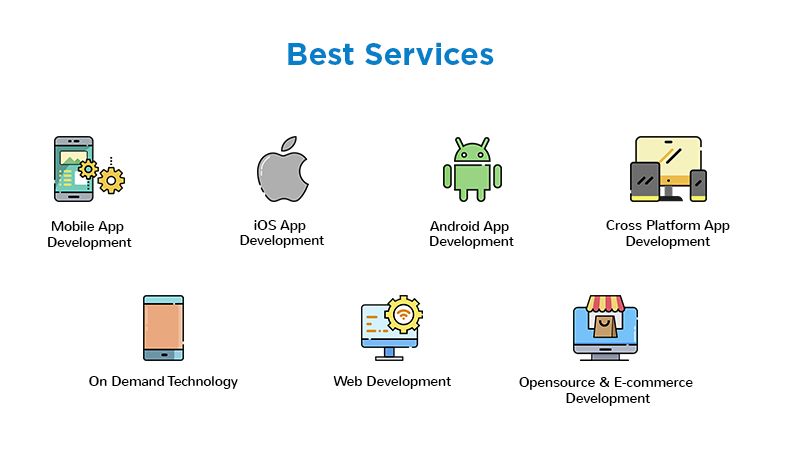 Best Services
Mobile App
Development
iOS App
Development
Android App
Development
Cross Platform App
Development
On Demand Technology
Web Development
Opensource & E-commerce
Development